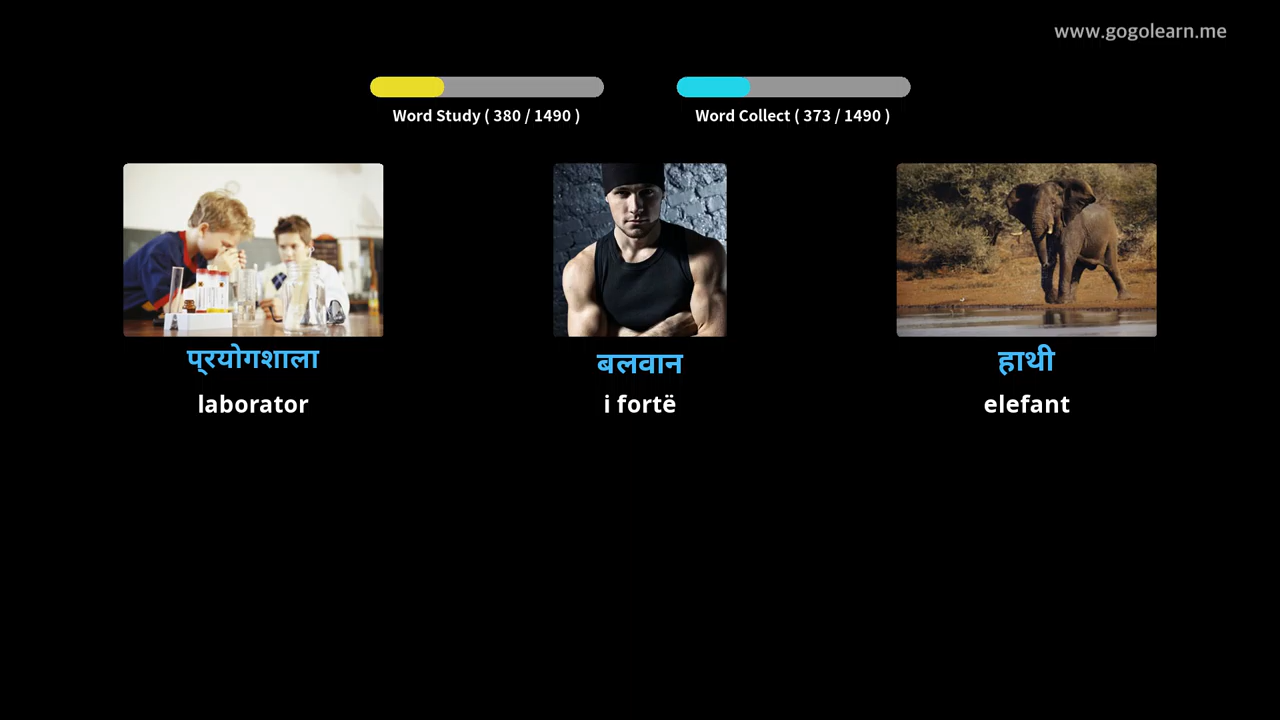 www.gogolearn.me
Word Study ( 380 / 1490 )
Word Collect ( 373 / 1490 )
प्रयोगशाला
बलवान
हाथी
laborator
i fortë
elefant